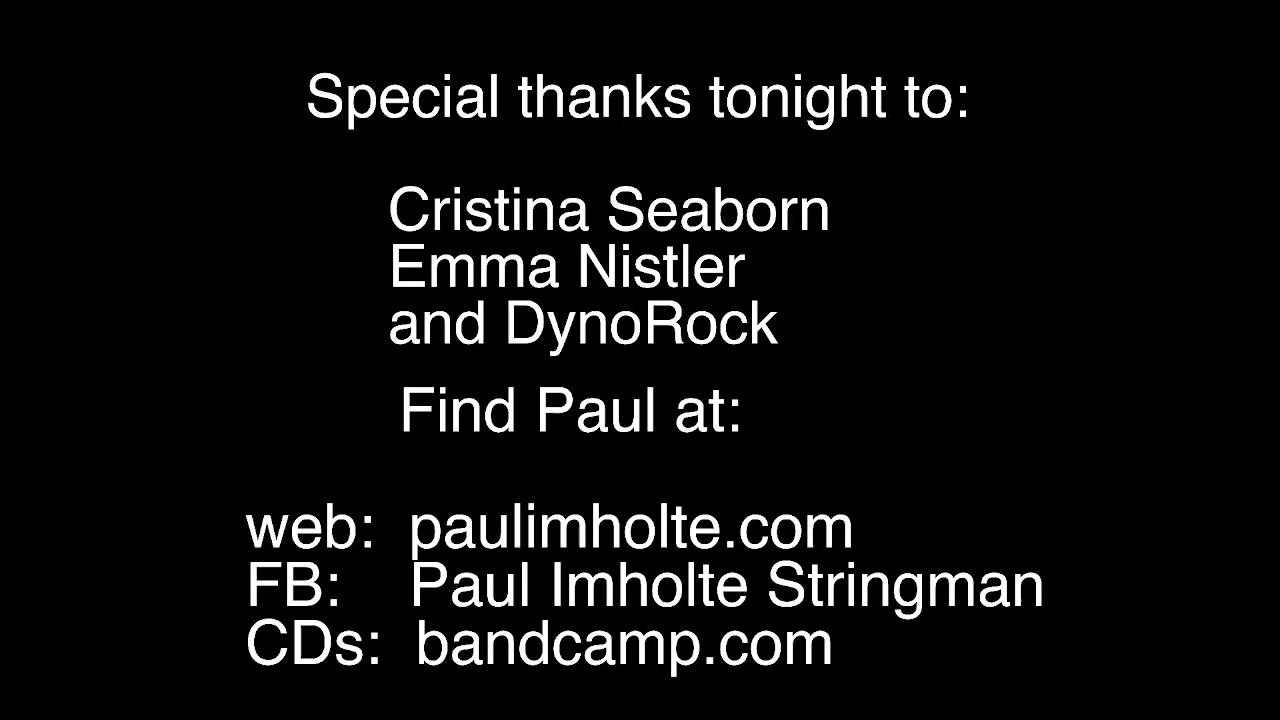 Special thanks tonight to:
Cristina Seaborn
Emma Nistler
and DynoRock
Find Paul at:
web: paulimholte.com
FB: Paul Imholte Stringman
CDs: bandcamp.com